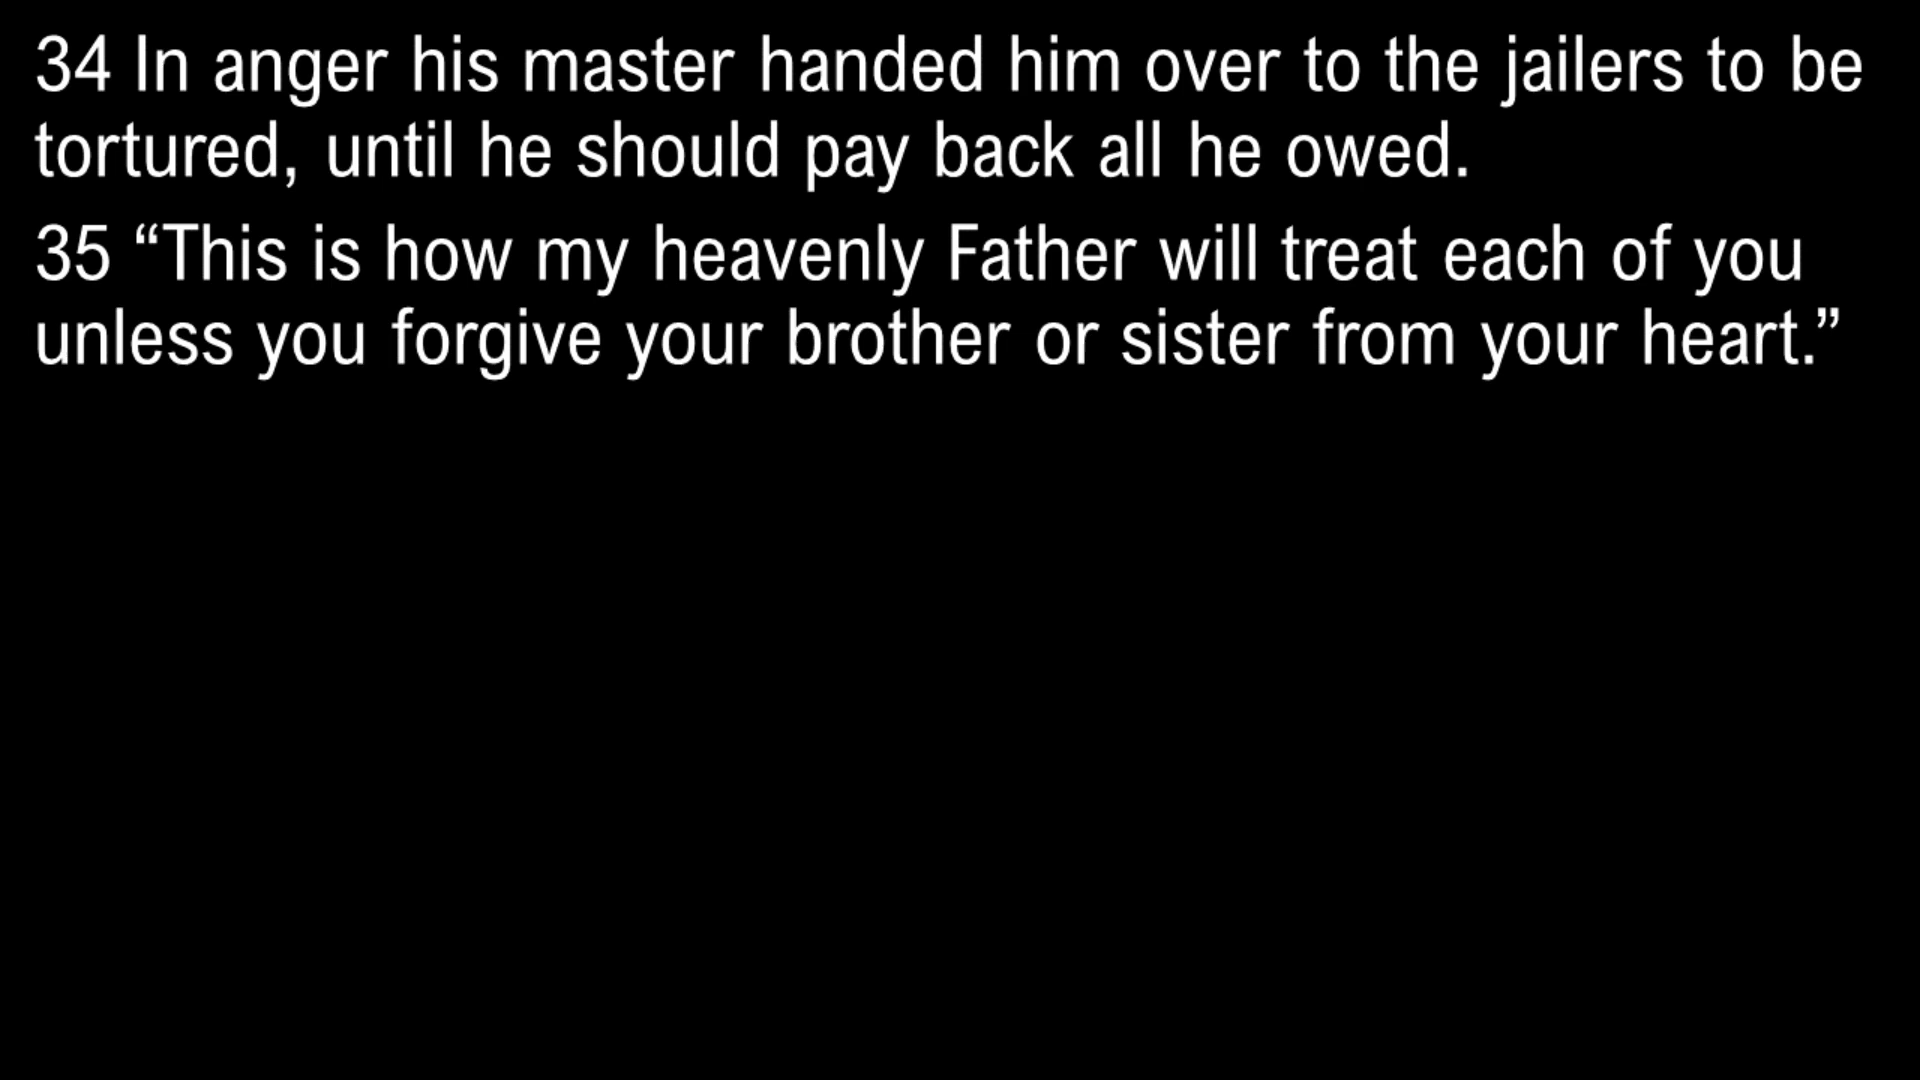 34 In anger his master handed him over to the jailers to be
tortured, until he should pay back all he owed.
35 “This is how my heavenly Father will treat each of you
unless you forgive your brother or sister from your heart.”